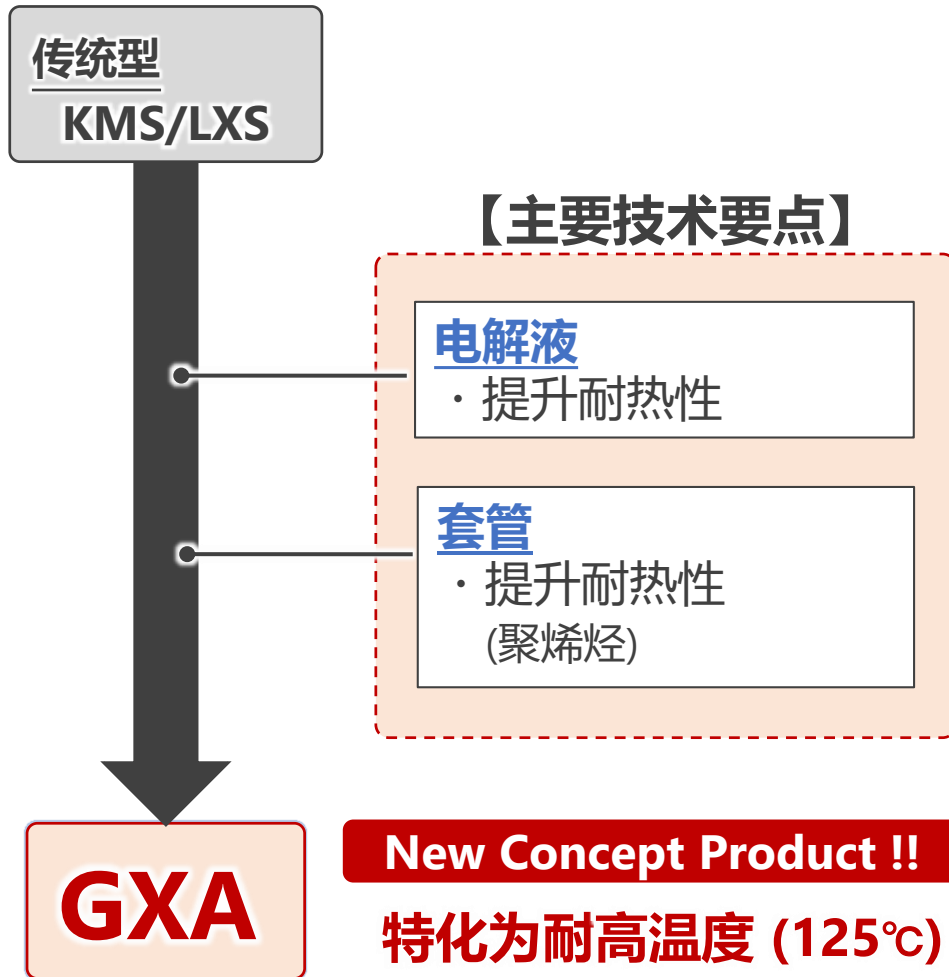 传统型
KMS/LXS
【主要技术要点】
电解液
・提升耐热性
套管
・提升耐热性
(聚烯烃)
GXA
New Concept Product !!
特化为耐高温度 (125℃)